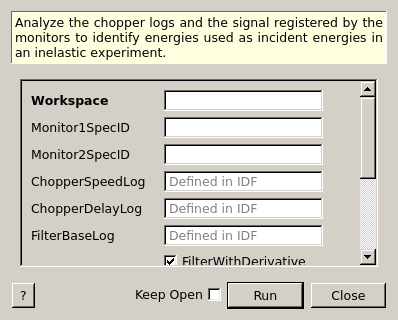 Analyze the chopper logs and the signal registered by the
monitors to identify energies used as incident energies in
an inelastic experiment.
Workspace
Monitor1SpecID
Monitor2SpecID
ChopperSpeedLog Defined in IDF
ChopperDelayLog Defined in IDF
FilterBaseLog Defined in IDF
FilterWithDerivative
? Keep Open Run Close